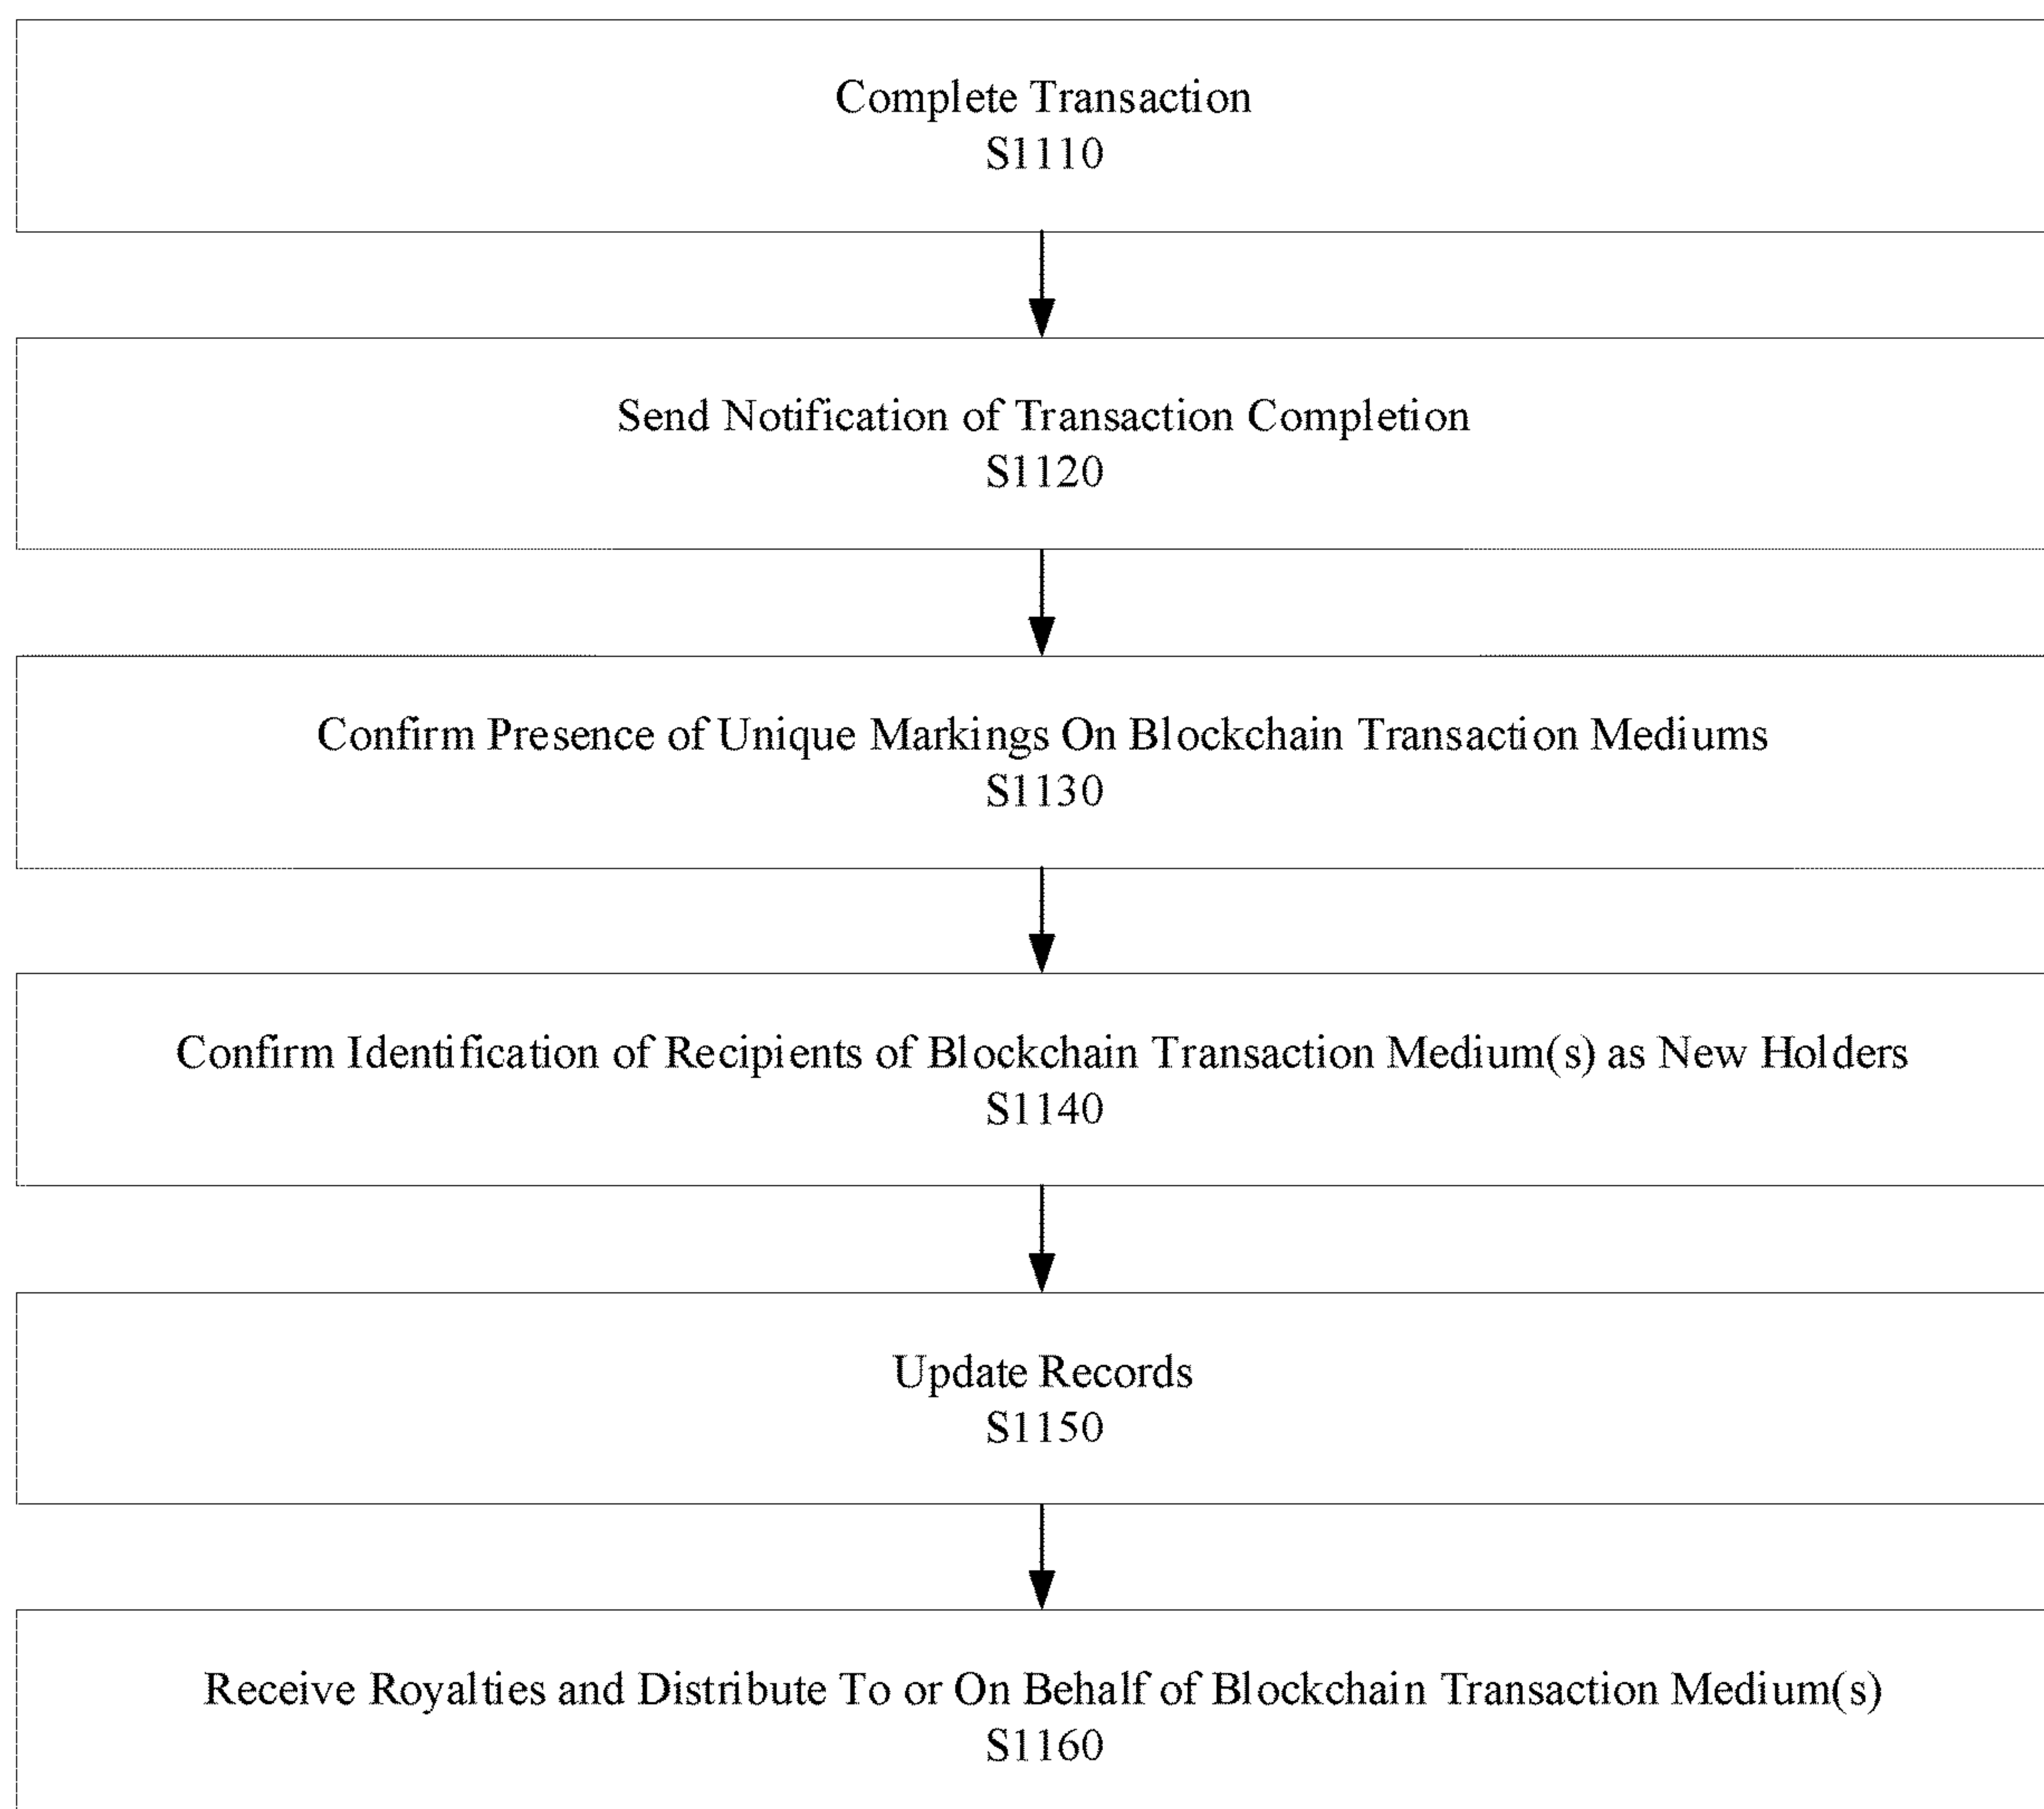 Complete Transaction
S1110
Send Notification of Transaction Completion
S1120
Confirm Presence of Unique Markings On Blockchain Transaction Mediums
S1130
Confirm Identification of Recipients of Blockchain Transaction Medium(s) as New Holders
S1140
Update Records
S1150
Receive Royalties and Distribute To or On Behalf of Blockchain Transaction Medium(s)
S1160